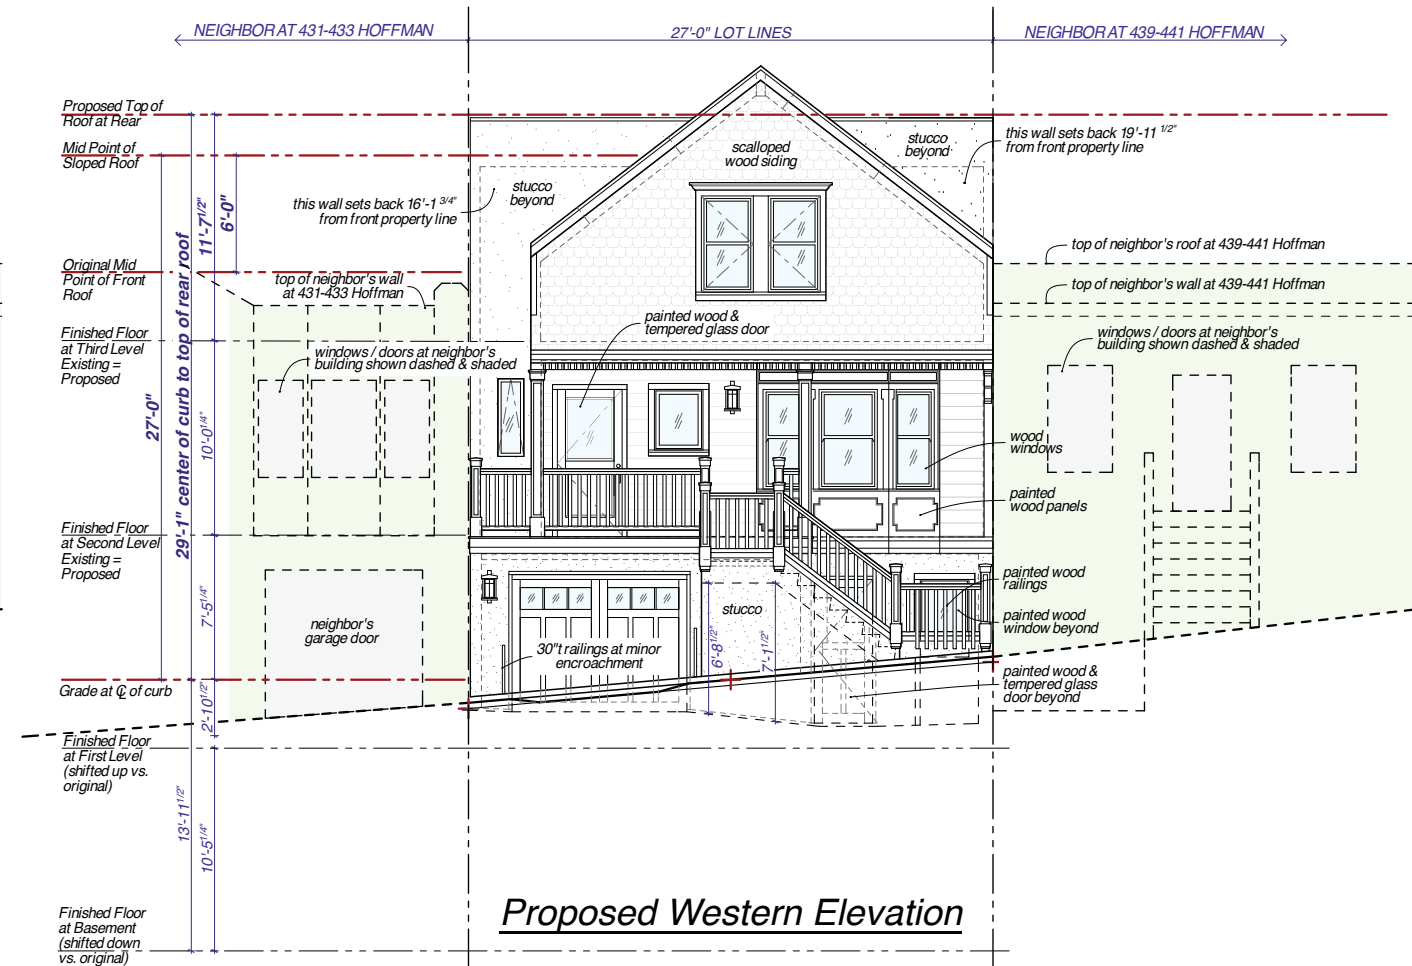 NEIGHBOR AT 431-433 HOFFMAN
27'-0" LOT LINES
NEIGHBOR AT 439-441 HOFFMAN
Proposed Top of
Roof at Rear
Mid Point of
Sloped Roof
Original Mid
Point of Front
Roof
Finished Floor
at Third Level
Existing =
Proposed
Finished Floor
at Second Level
Existing =
Proposed
Grade at ℄ of curb
Finished Floor
at First Level
(shifted up vs.
original)
Finished Floor
at Basement
(shifted down
vs. original)
27'-0"
29'-1" center of curb to top of rear roof
11'-7 1/2"
6'-0"
10'-0 1/4"
7'-5 1/4"
2'-10 1/2"
13'-11 1/2"
10'-5 1/4"
this wall sets back 16'-1 3/4"
from front property line
stucco
beyond
scalloped
wood siding
stucco
beyond
this wall sets back 19'-11 1/2"
from front property line
top of neighbor's wall
at 431-433 Hoffman
windows / doors at neighbor's
building shown dashed & shaded
painted wood &
tempered glass door
top of neighbor's roof at 439-441 Hoffman
top of neighbor's wall at 439-441 Hoffman
windows / doors at neighbor's
building shown dashed & shaded
wood
windows
painted
wood panels
painted wood
railings
painted wood
window beyond
painted wood &
tempered glass
door beyond
neighbor's
garage door
30"t railings at minor
encroachment
stucco
6'-8 1/2"
7'-1 1/2"
Proposed Western Elevation